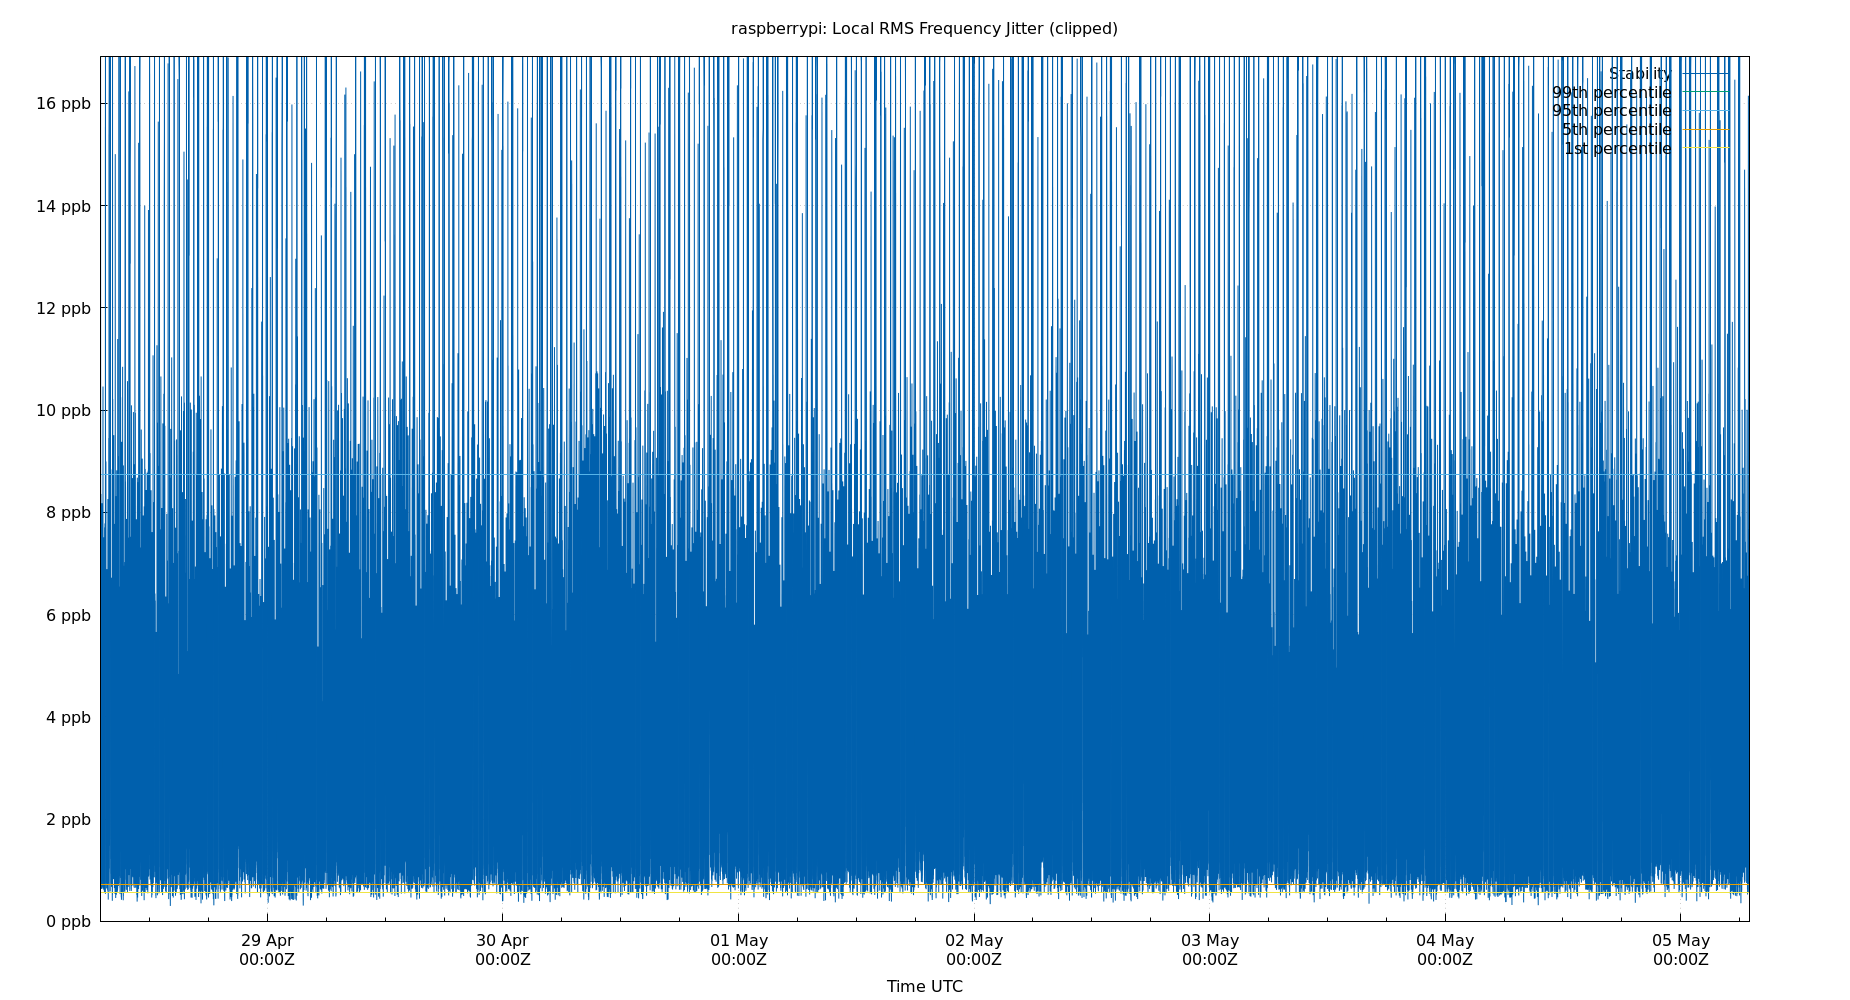 raspberrypi: Local RMS Frequency Jitter (clipped)
Stability
99th percentile
95th percentile
5th percentile
1st percentile
16 ppb
14 ppb
12 ppb
10 ppb
8 ppb
6 ppb
4 ppb
2 ppb
0 ppb
29 Apr 30 Apr 01 May 02 May 03 May 04 May 05 May
00:00Z 00:00Z 00:00Z 00:00Z 00:00Z 00:00Z 00:00Z
Time UTC